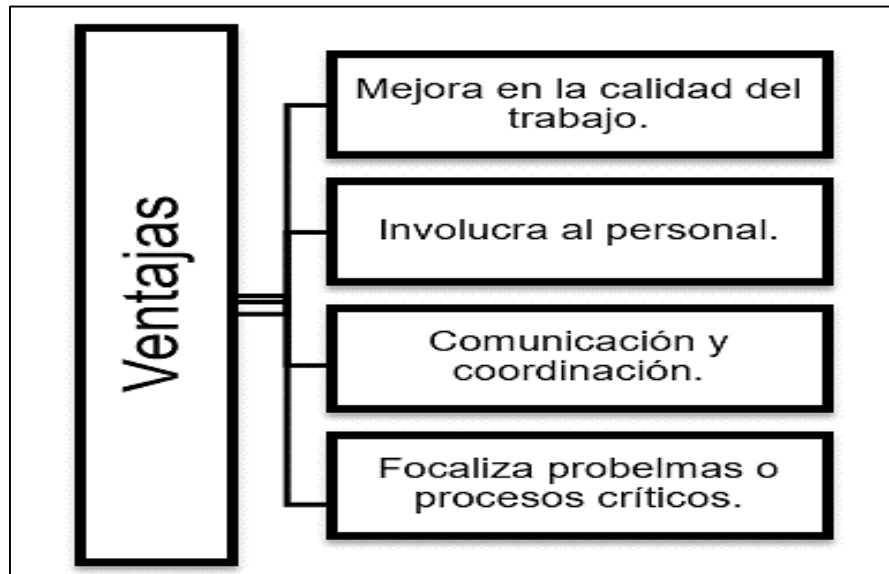 Ventajas
Mejora en la calidad del
trabajo.
Involucra al personal.
Comunicación y
coordinación.
Focaliza probelmas o
procesos críticos.